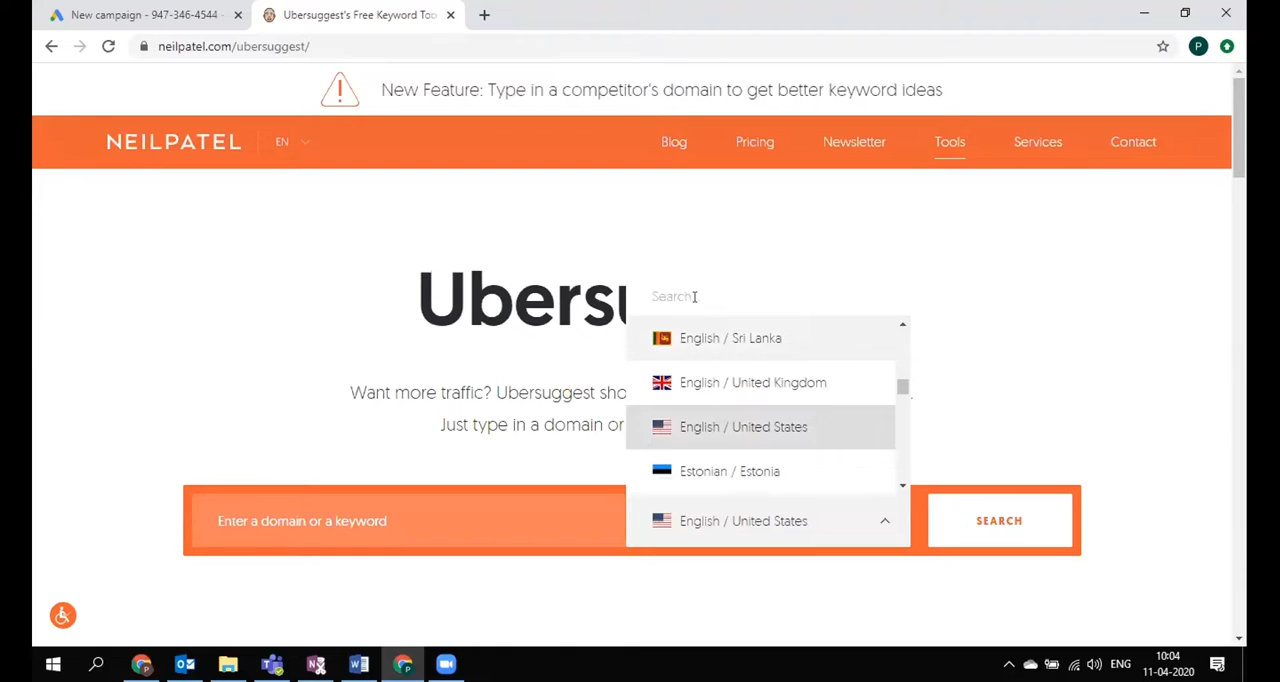 New campaign - 947-346-4544 -
Ubersuggest's Free Keyword Too
neilpatel.com/ubersuggest/
P
New Feature: Type in a competitor's domain to get better keyword ideas
NEILPATEL
EN
Blog
Pricing
Newsletter
Tools
Services
Contact
Ubersu
Search
English / Sri Lanka
English / United Kingdom
English / United States
Estonian / Estonia
Want more traffic? Ubersuggest sho
Just type in a domain or
Enter a domain or a keyword
English / United States
SEARCH
ENG
10:04
11-04-2020